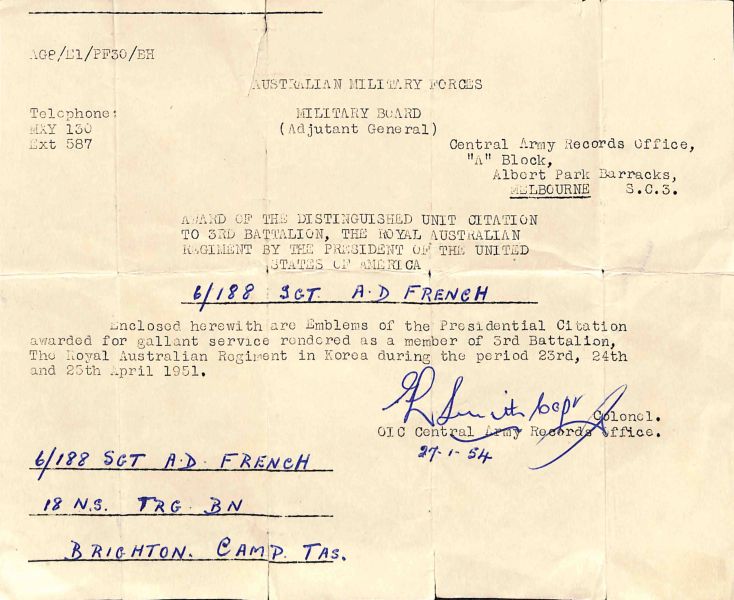 AG8/E1/PF30/EH
AUSTRALIAN MILITARY FORCES
Telephone: MILITARY BOARD
MXY 130 (Adjutant General)
Ext 587 Central Army Records Office,
"A" Block,
Albert Park Barracks,
MELBOURNE S.C.3.
AWARD OF THE DISTINGUISHED UNIT CITATION
TO 3RD BATTALION, THE ROYAL AUSTRALIAN
REGIMENT BY THE PRESIDENT OF THE UNITED
STATES OF AMERICA
6/188 SGT. A.D FRENCH
Enclosed herewith are Emblems of the Presidential Citation
awarded for gallant service rendered as a member of 3rd Battalion,
The Royal Australian Regiment in Korea during the period 23rd, 24th
and 25th April 1951.
Smith Capt
Colonel.
OIC Central Army Records Office.
27-1-54
6/188 SGT A.D. FRENCH
18 N.S. TRG. BN
BRIGHTON. CAMP. TAS.